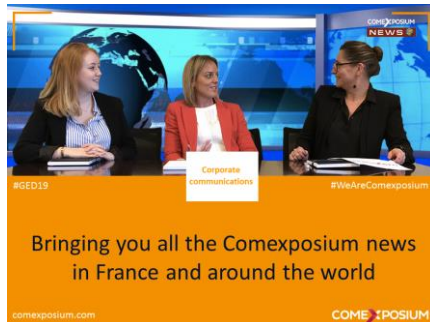 COMEXPOSIUM
NEWS
Corporate
communications
#GED19
#WeAreComexposium
Bringing you all the Comexposium news
in France and around the world
comexposium.com
COMEXPOSIUM